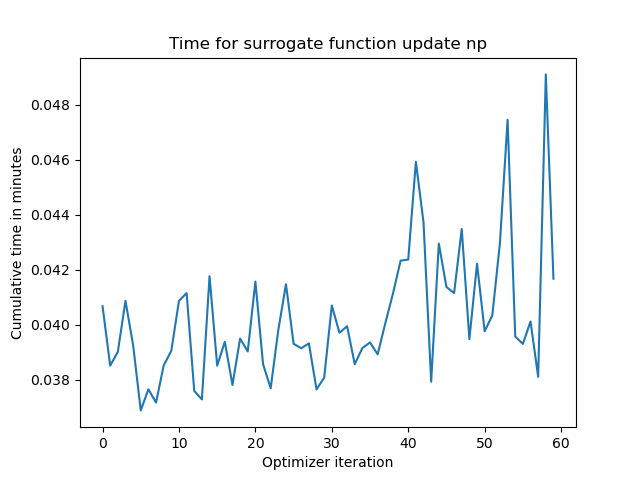 Time for surrogate function update np
Cumulative time in minutes
0.048
0.046
0.044
0.042
0.040
0.038
0 10 20 30 40 50 60
Optimizer iteration